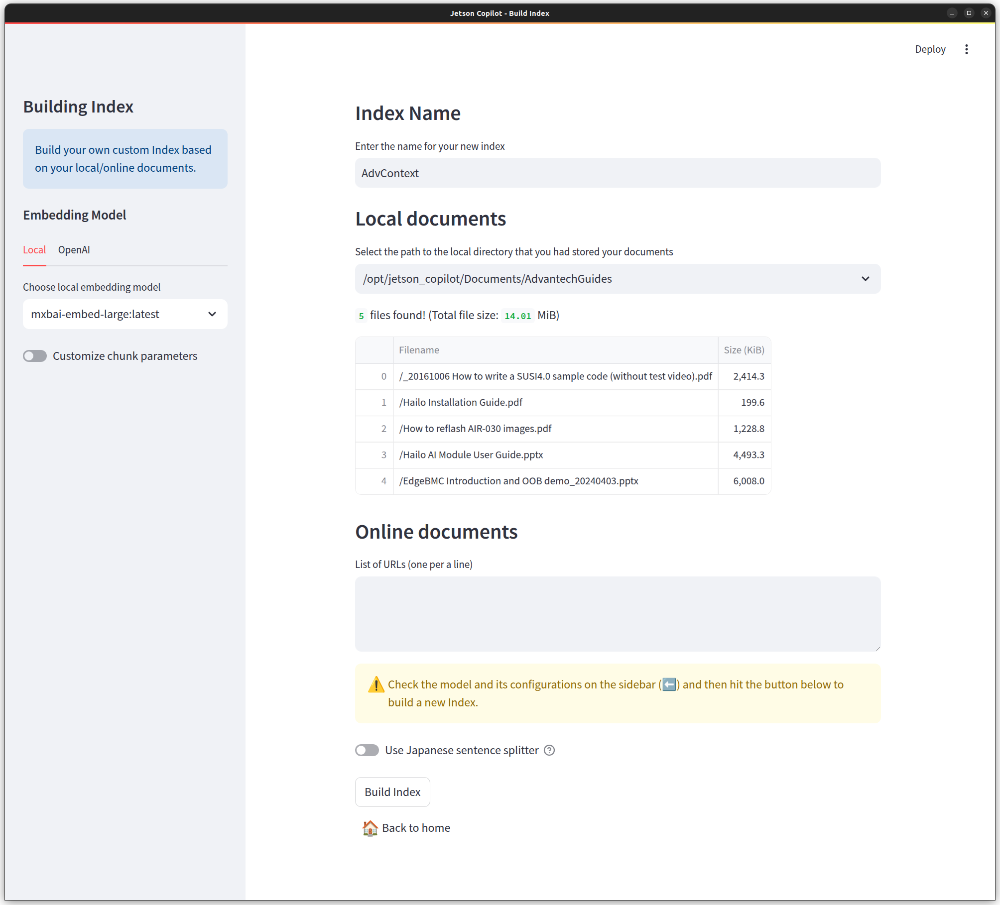 Jetson Copilot - Build Index
Deploy
Building Index
Build your own custom Index based
on your local/online documents.
Embedding Model
Local OpenAI
Choose local embedding model
mxbai-embed-large:latest
Customize chunk parameters
Index Name
Enter the name for your new index
AdvContext
Local documents
Select the path to the local directory that you had stored your documents
/opt/jetson_copilot/Documents/AdvantechGuides
5 files found! (Total file size: 14.01 MiB)
Filename Size (KiB)
0 /_20161006 How to write a SUSI4.0 sample code (without test video).pdf 2,414.3
1 /Hailo Installation Guide.pdf 199.6
2 /How to reflash AIR-030 images.pdf 1,228.8
3 /Hailo AI Module User Guide.pptx 4,493.3
4 /EdgeBMC Introduction and OOB demo_20240403.pptx 6,008.0
Online documents
List of URLs (one per a line)
⚠️ Check the model and its configurations on the sidebar (⬅️) and then hit the button below to
build a new Index.
Use Japanese sentence splitter
Build Index
🏠 Back to home